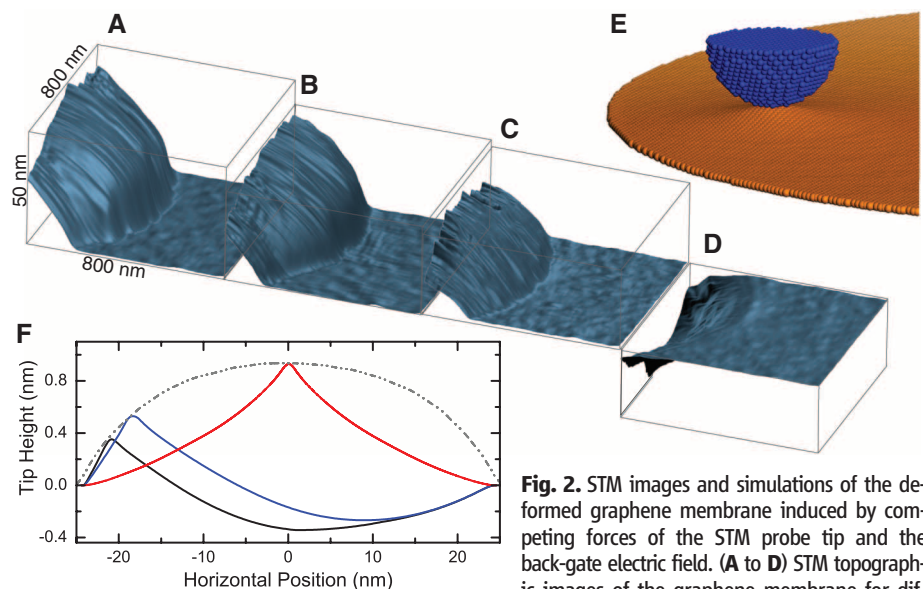 A
B
C
D
E
800 nm
50 nm
800 nm
F
Tip Height (nm)
0.8
0.4
0.0
-0.4
-20
-10
0
10
20
Horizontal Position (nm)
Fig. 2. STM images and simulations of the de-
formed graphene membrane induced by com-
peting forces of the STM probe tip and the
back-gate electric field. (A to D) STM topograph-